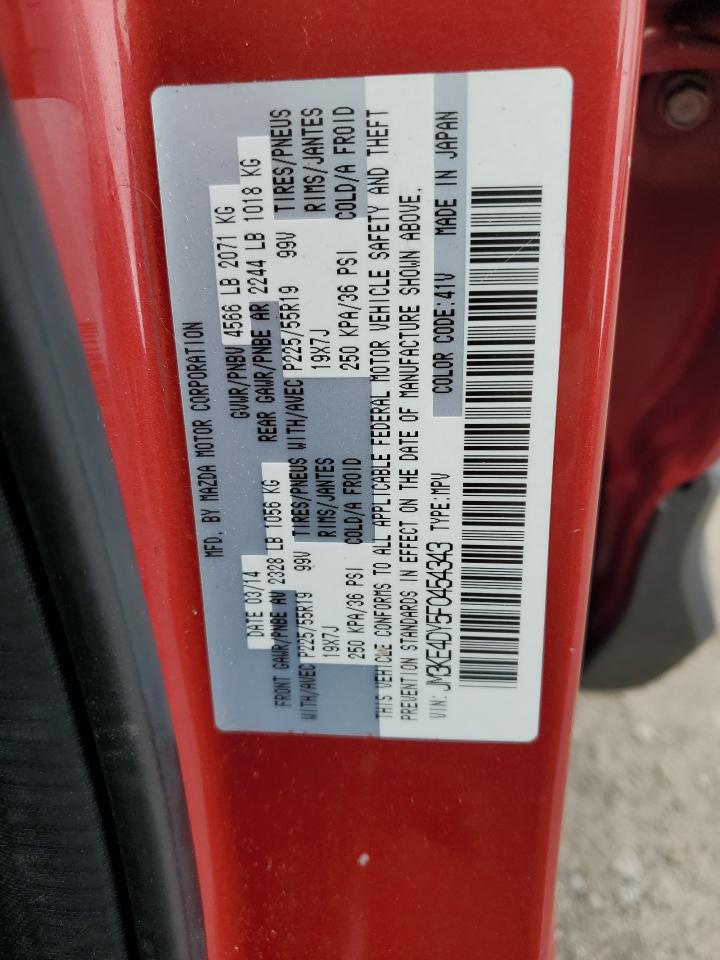 MFD. BY MAZDA MOTOR CORPORATION
DATE 03/14 GVWR/PNBV 4566 LB 2071 KG
FRONT GAWR/PNBE AV 2328 LB 1056 KG REAR GAWR/PNBE AR 2244 LB 1018 KG
WITH/AVEC P225/55R19 99V TIRES/PNEUS WITH/AVEC P225/55R19 99V TIRES/PNEUS
19X7J RIMS/JANTES 19X7J RIMS/JANTES
250 KPA/36 PSI COLD/A FROID 250 KPA/36 PSI COLD/A FROID
THIS VEHICLE CONFORMS TO ALL APPLICABLE FEDERAL MOTOR VEHICLE SAFETY AND THEFT
PREVENTION STANDARDS IN EFFECT ON THE DATE OF MANUFACTURE SHOWN ABOVE.
VIN: JM3KE4DY5F0454343 TYPE:MPV COLOR CODE:41V MADE IN JAPAN